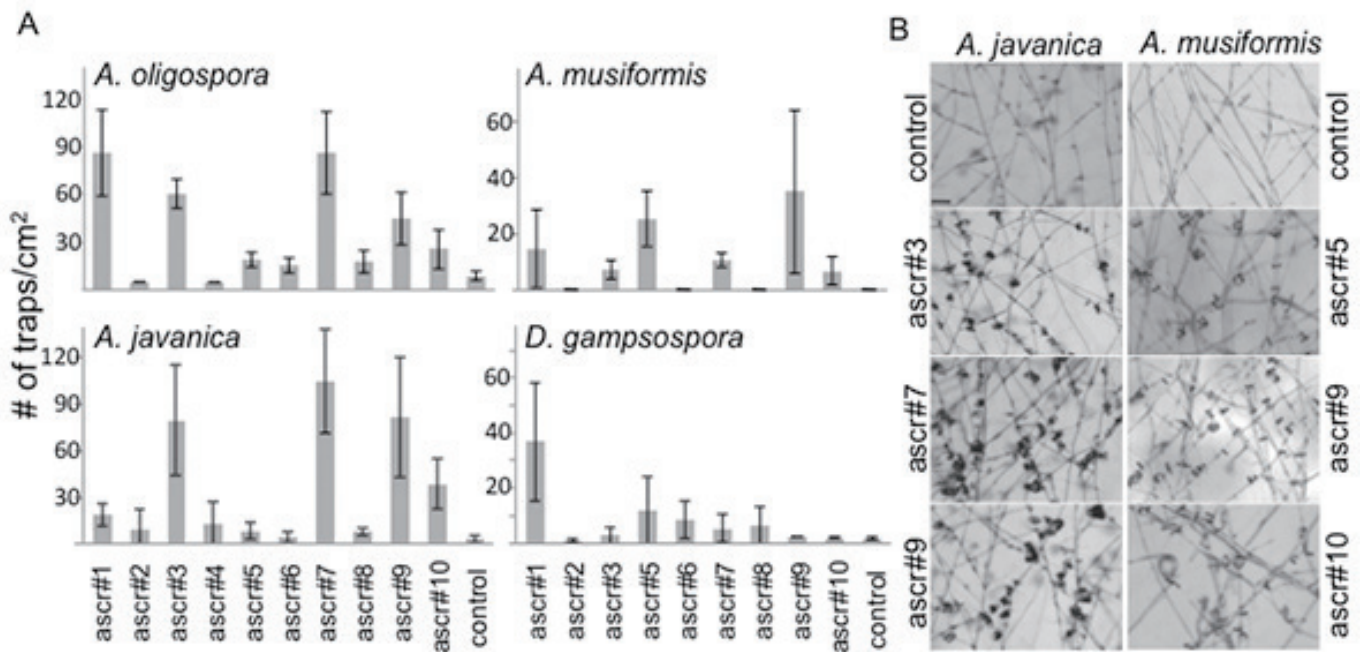 A
A. oligospora
A. musiformis
# of traps/cm²
120
90
60
30
60
40
20
A. javanica
D. gampsospora
120
90
60
30
60
40
20
ascr#1
ascr#2
ascr#3
ascr#4
ascr#5
ascr#6
ascr#7
ascr#8
ascr#9
ascr#10
control
ascr#1
ascr#2
ascr#3
ascr#5
ascr#6
ascr#7
ascr#8
ascr#9
ascr#10
control
B
A. javanica
A. musiformis
control
control
ascr#3
ascr#5
ascr#7
ascr#9
ascr#9
ascr#10